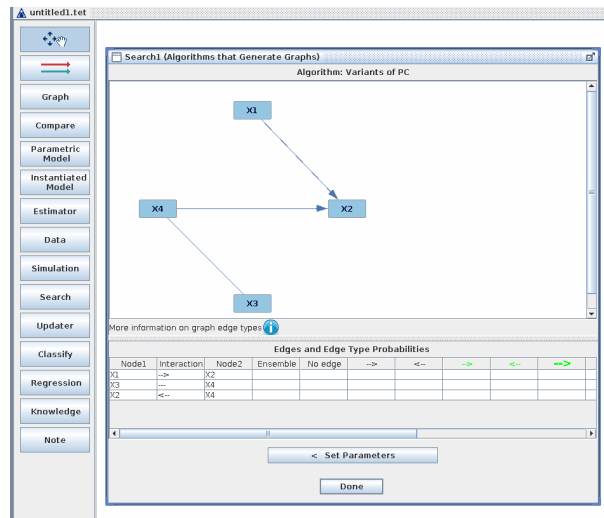 untitled1.tet
Graph
Compare
Parametric
Model
Instantiated
Model
Estimator
Data
Simulation
Search
Updater
Classify
Regression
Knowledge
Note
Search1 (Algorithms that Generate Graphs)
Algorithm: Variants of PC
X1
X4
X2
X3
More information on graph edge types
Edges and Edge Type Probabilities
Node1 Interaction Node2 Ensemble No edge --> <-- --> <-- -->
X1 --> X2
X3 --- X4
X2 <-- X4
< Set Parameters
Done